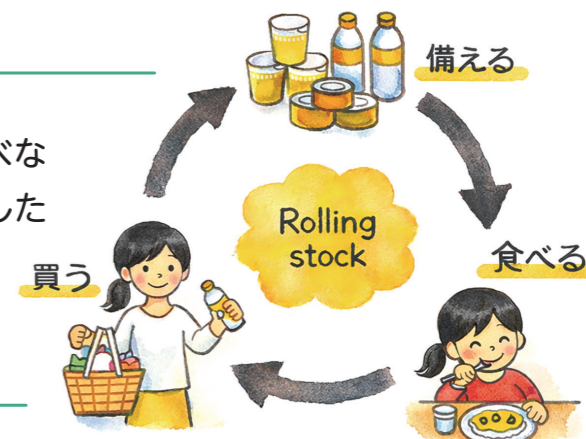 備える
べな
した
Rolling
stock
食べる
買う